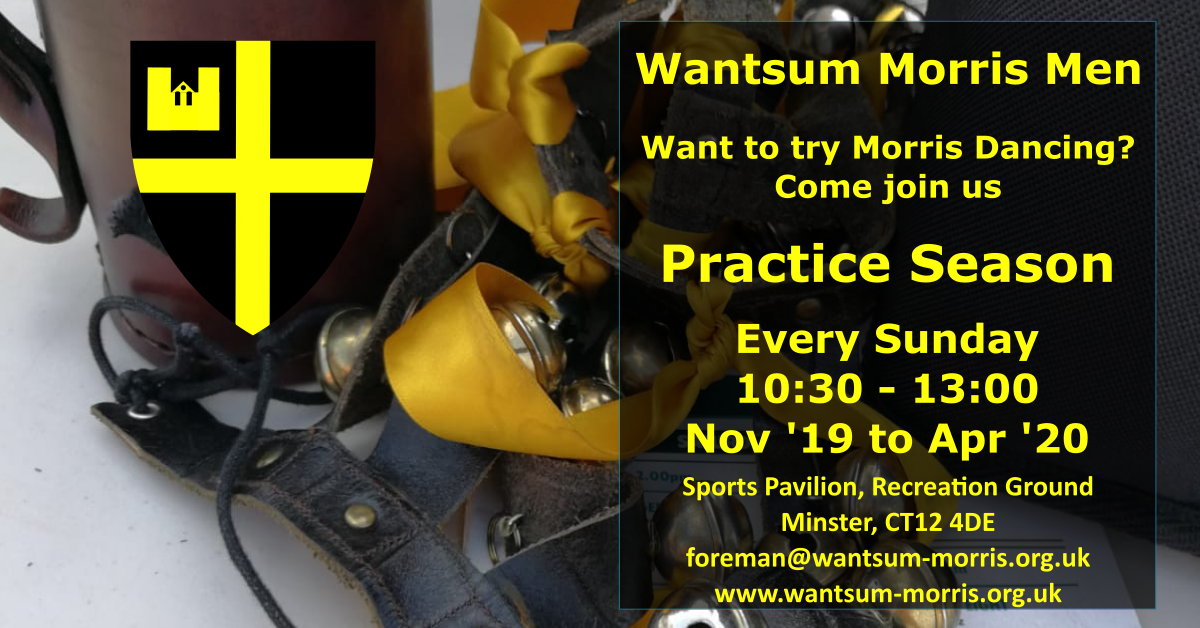 Wantsum Morris Men
Want to try Morris Dancing?
Come join us
Practice Season
Every Sunday
10:30 - 13:00
Nov '19 to Apr '20
Sports Pavilion, Recreation Ground
Minster, CT12 4DE
foreman@wantsum-morris.org.uk
www.wantsum-morris.org.uk